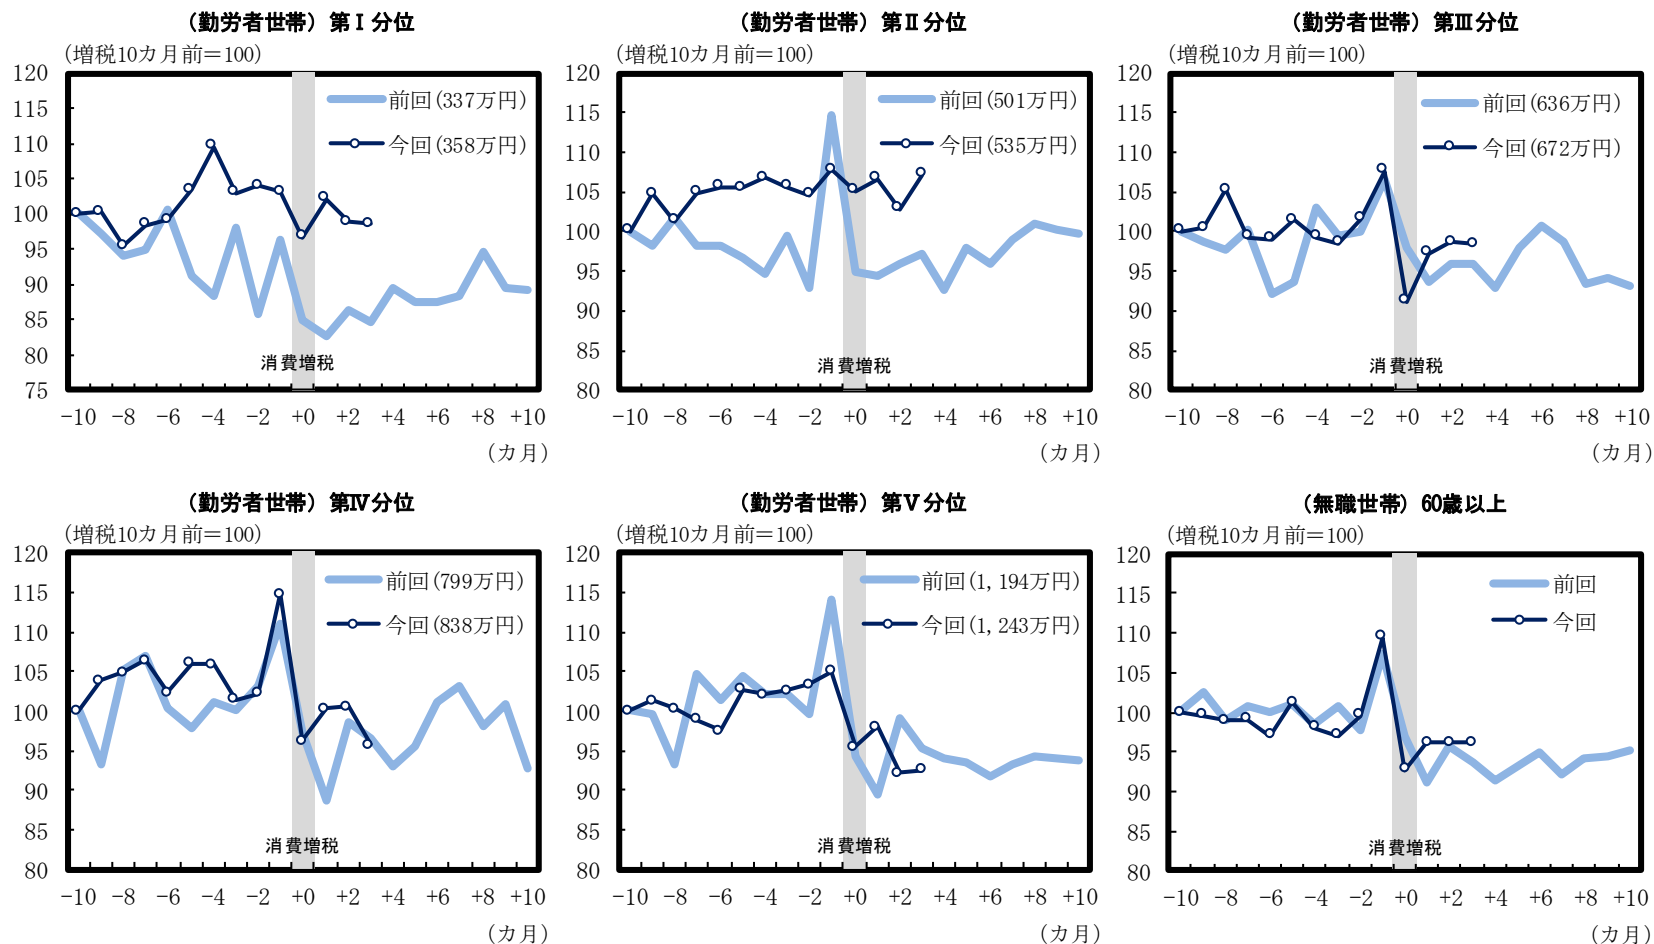 （勤労者世帯）第Ⅰ分位
（増税10カ月前＝100）
120
115
110
105
100
95
90
85
80
75
前回（337万円）
今回（358万円）
消費増税
-10 -8 -6 -4 -2 +0 +2 +4 +6 +8 +10
（カ月）
（勤労者世帯）第Ⅱ分位
（増税10カ月前＝100）
120
115
110
105
100
95
90
85
80
前回（501万円）
今回（535万円）
消費増税
-10 -8 -6 -4 -2 +0 +2 +4 +6 +8 +10
（カ月）
（勤労者世帯）第Ⅲ分位
（増税10カ月前＝100）
120
115
110
105
100
95
90
85
80
前回（636万円）
今回（672万円）
消費増税
-10 -8 -6 -4 -2 +0 +2 +4 +6 +8 +10
（カ月）
（勤労者世帯）第Ⅳ分位
（増税10カ月前＝100）
120
115
110
105
100
95
90
85
80
前回（799万円）
今回（838万円）
消費増税
-10 -8 -6 -4 -2 +0 +2 +4 +6 +8 +10
（カ月）
（勤労者世帯）第Ⅴ分位
（増税10カ月前＝100）
120
115
110
105
100
95
90
85
80
前回（1,194万円）
今回（1,243万円）
消費増税
-10 -8 -6 -4 -2 +0 +2 +4 +6 +8 +10
（カ月）
（無職世帯）60歳以上
（増税10カ月前＝100）
120
115
110
105
100
95
90
85
80
前回
今回
消費増税
-10 -8 -6 -4 -2 +0 +2 +4 +6 +8 +10
（カ月）